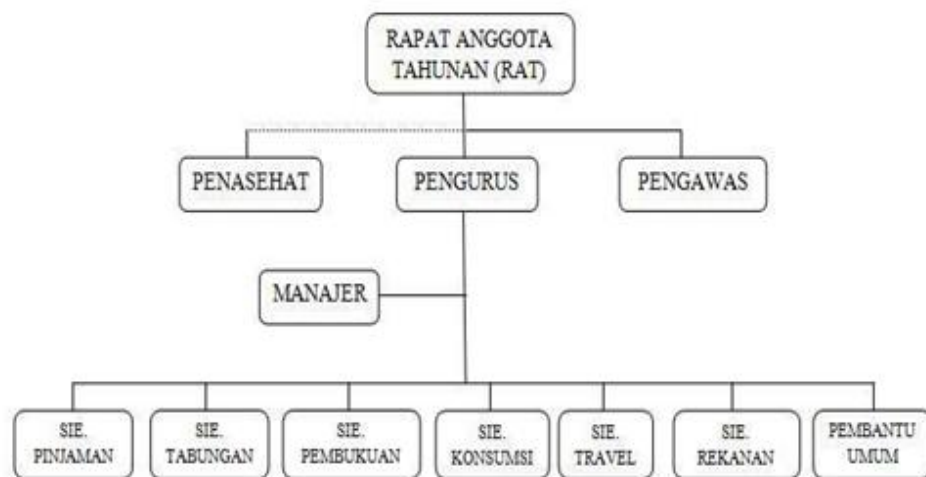 RAPAT ANGGOTA
TAHUNAN (RAT)
PENASEHAT
PENGURUS
PENGAWAS
MANAJER
SIE.
PINJAMAN
SIE.
TABUNGAN
SIE.
PEMBUKUAN
SIE.
KONSUMSI
SIE.
TRAVEL
SIE.
REKANAN
PEMBANTU
UMUM